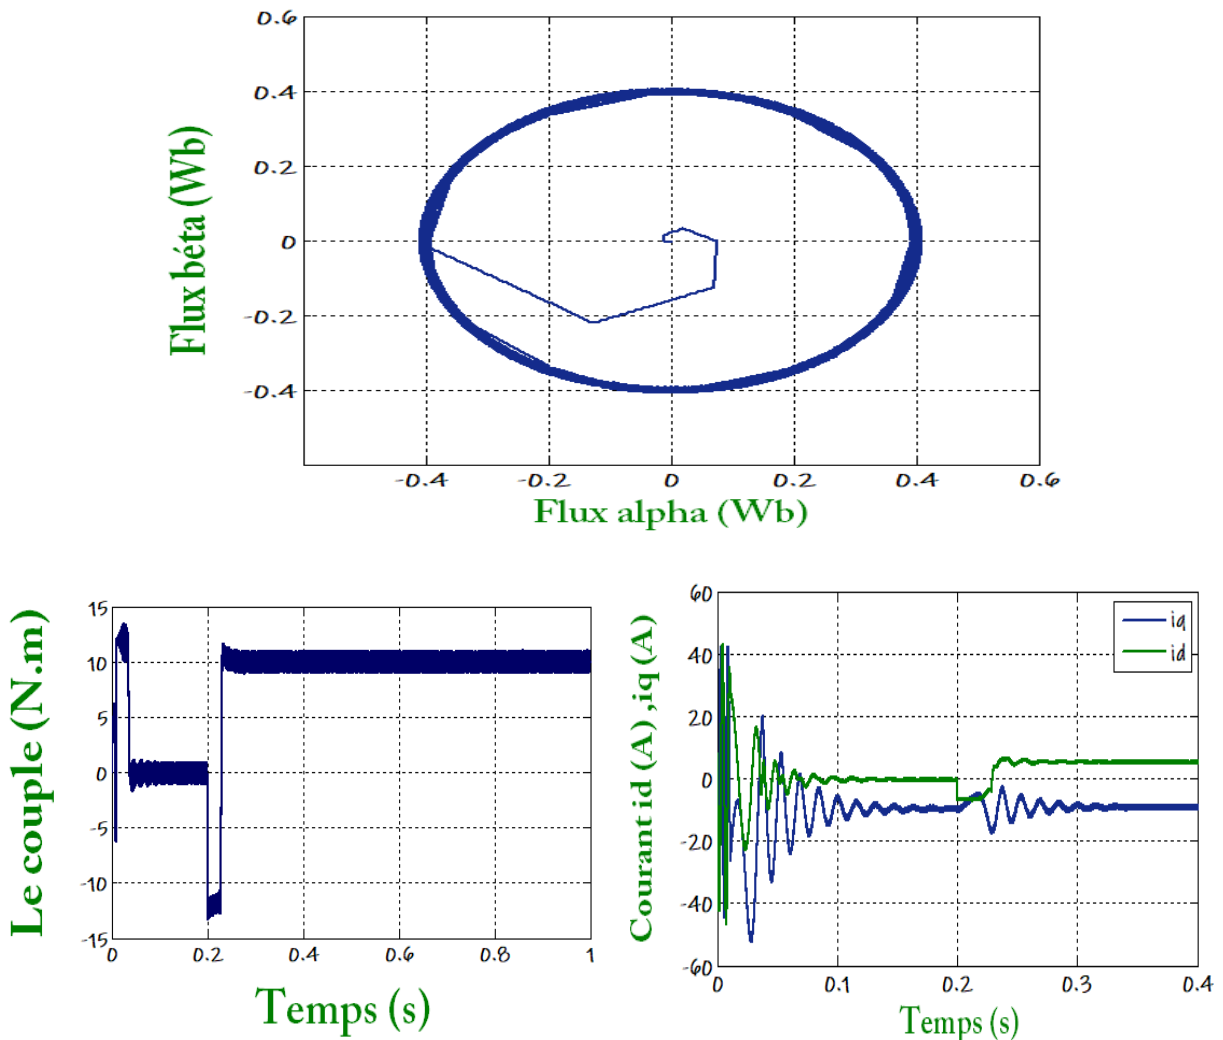 0.6
0.4
0.2
0
-0.2
-0.4
Flux béta (Wb)
-0.4 -0.2 0 0.2 0.4 0.6
Flux alpha (Wb)
15
10
5
0
-5
-10
-15
Le couple (N.m)
0 0.2 0.4 0.6 0.8 1
Temps (s)
60
40
20
0
-20
-40
-60
Courant id (A) ,iq (A)
iq
id
0 0.1 0.2 0.3 0.4
Temps (s)